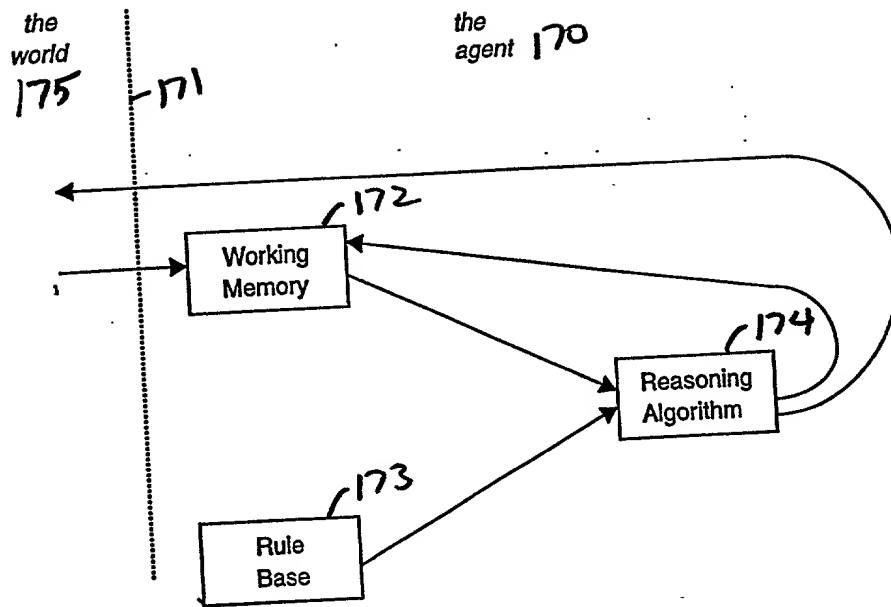 the
world
175
171
the
agent 170
172
Working
Memory
174
Reasoning
Algorithm
173
Rule
Base